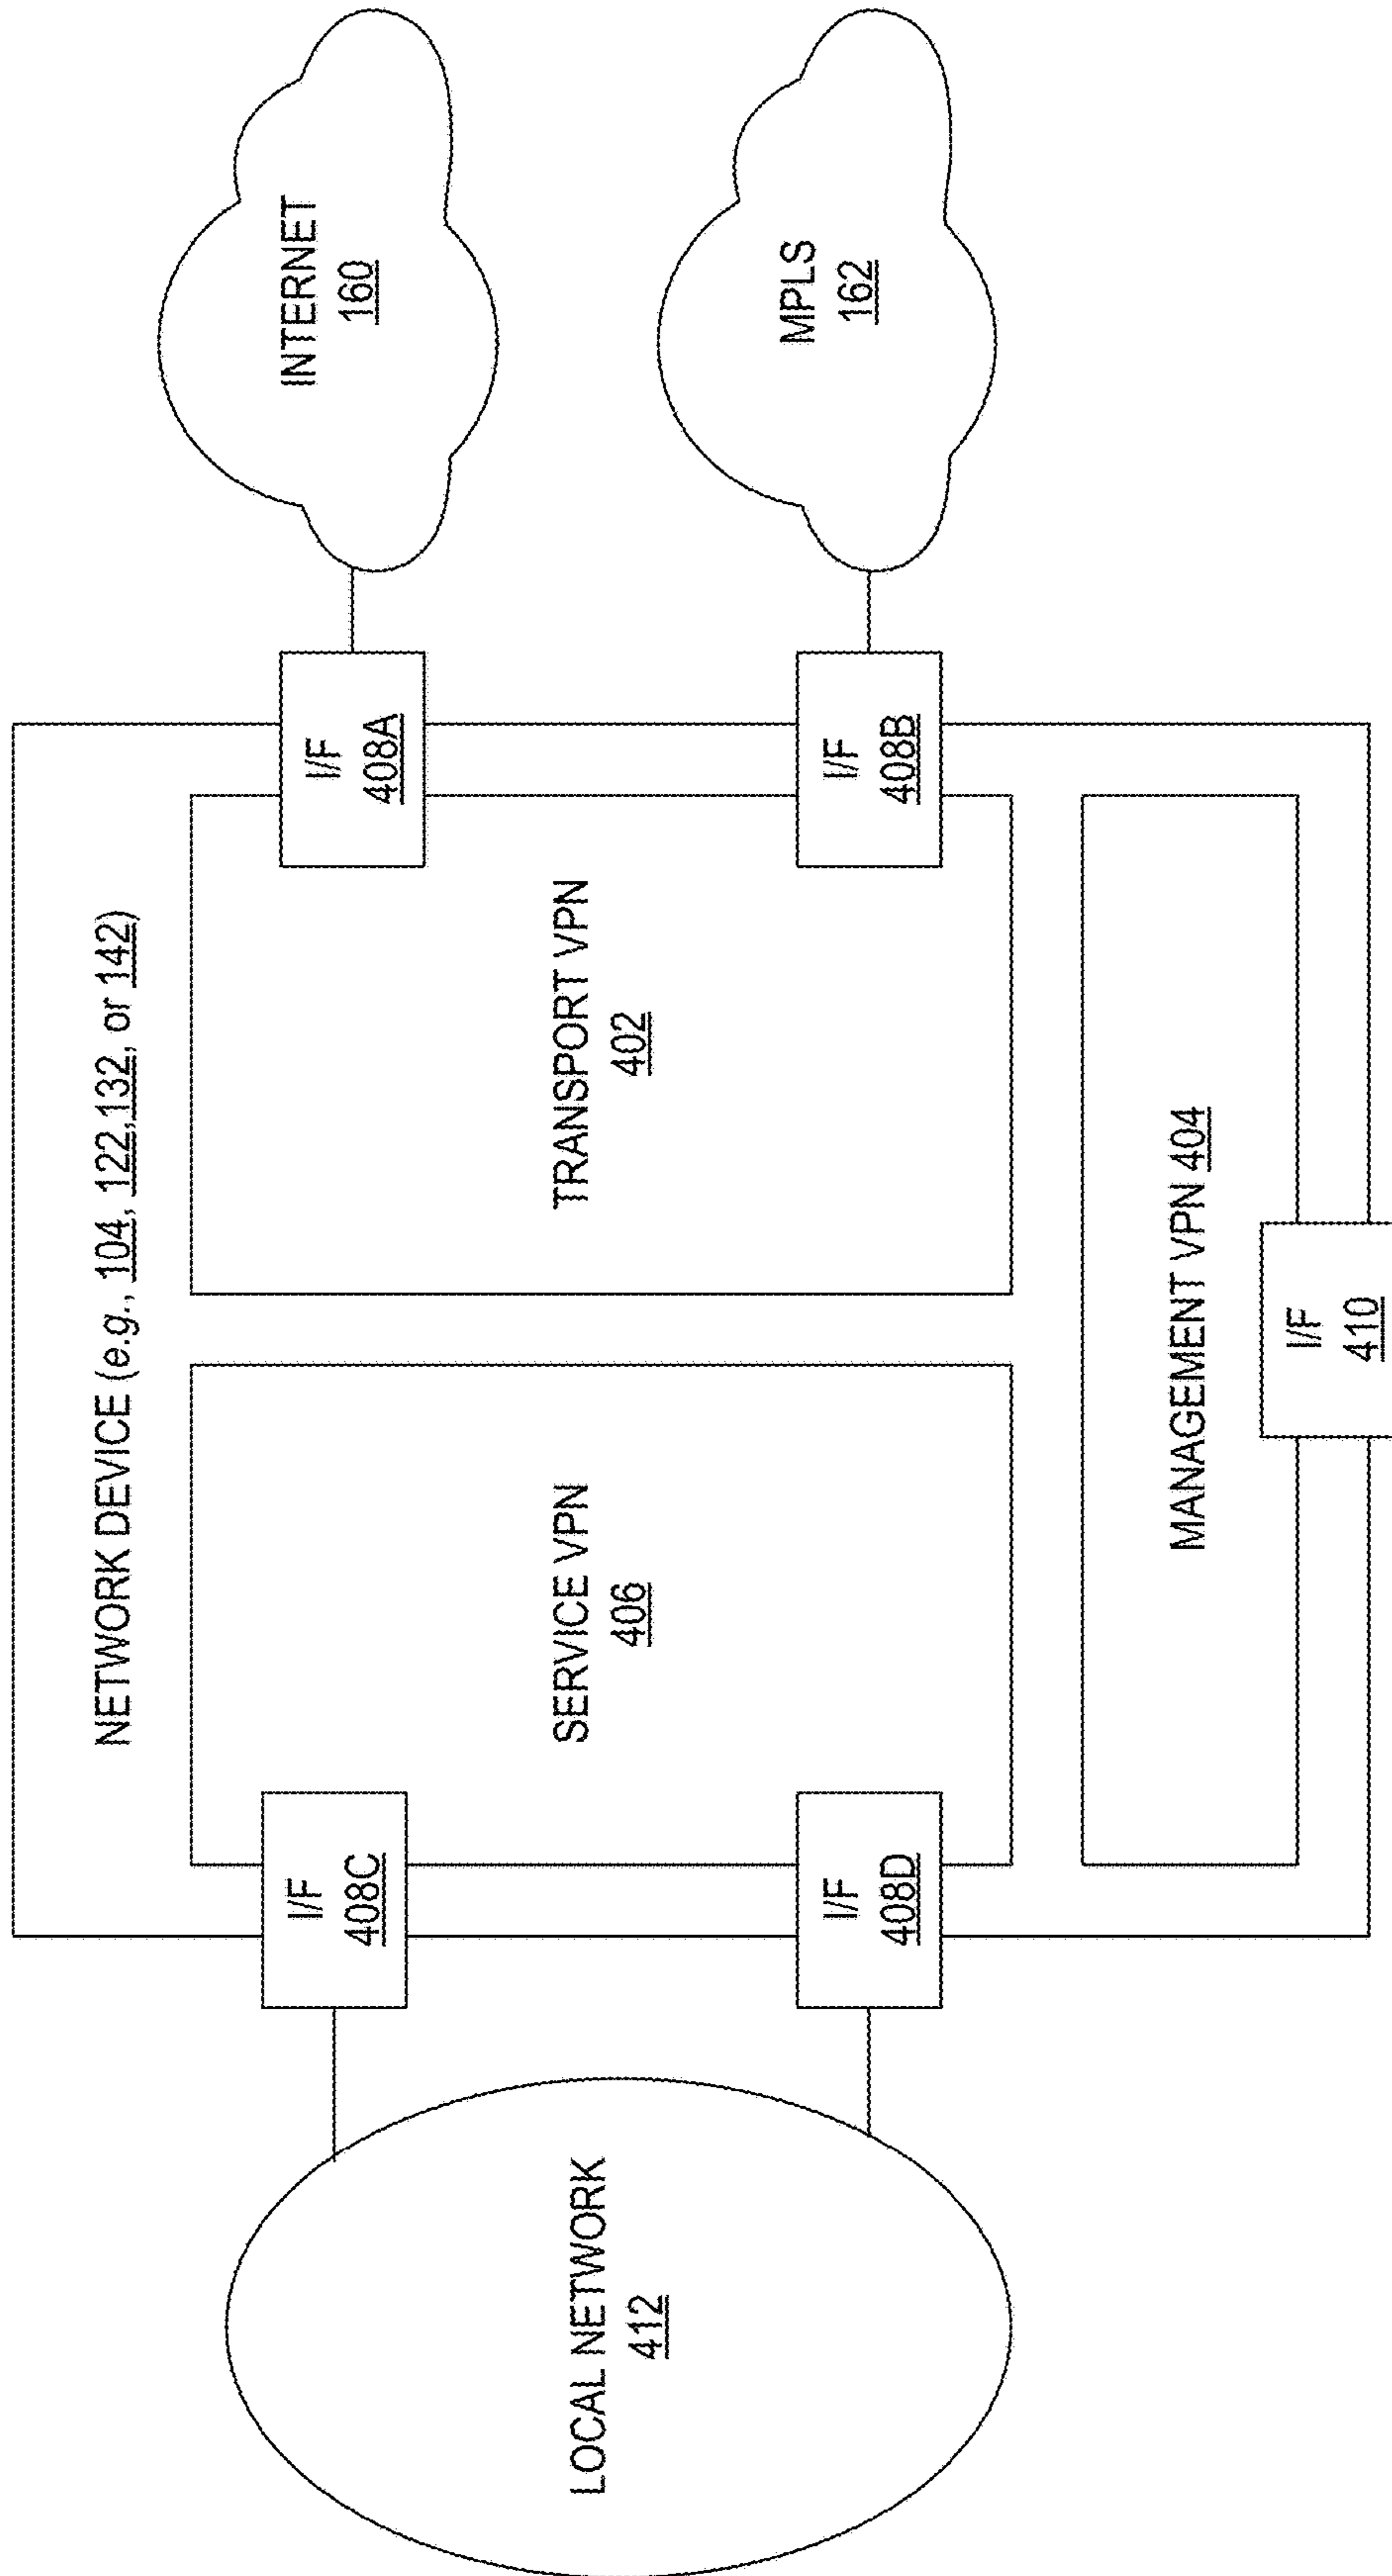 NETWORK DEVICE (e.g., 104, 122,132, or 142)
LOCAL NETWORK
412
I/F
408C
I/F
408D
SERVICE VPN
406
TRANSPORT VPN
402
I/F
408A
I/F
408B
INTERNET
160
MPLS
162
MANAGEMENT VPN 404
I/F
410